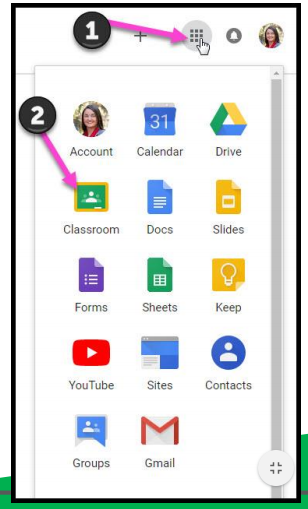 1
2
31
Account Calendar Drive
Classroom Docs Slides
Forms Sheets Keep
YouTube Sites Contacts
Groups Gmail